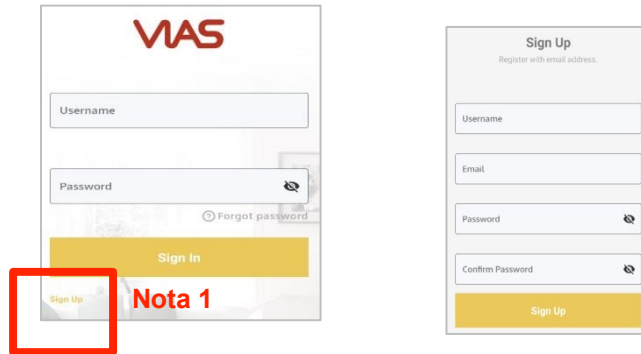 VIAS
Username
Password
Forgot password
Sign In
Sign Up
Nota 1
Sign Up
Register with email address.
Username
Email
Password
Confirm Password
Sign Up